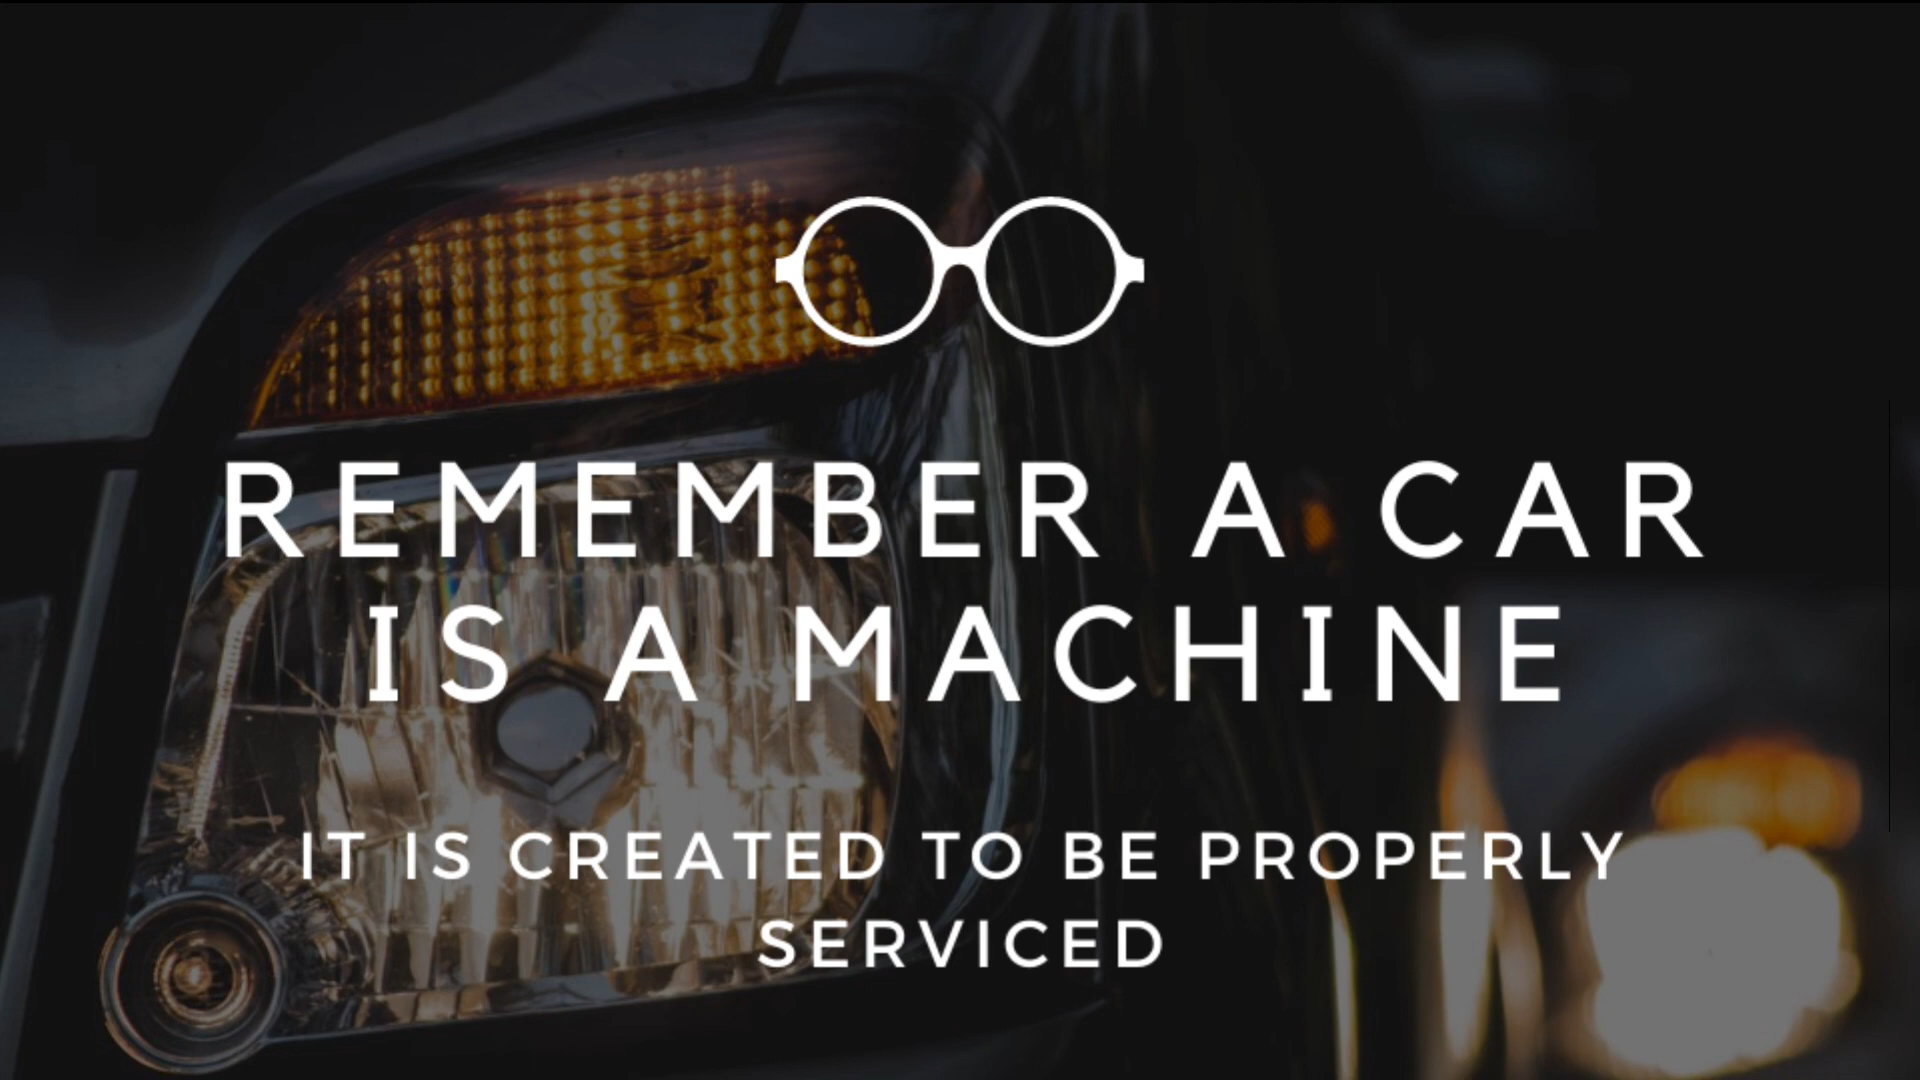 REMEMBER A CAR
IS A MACHINE
IT IS CREATED TO BE PROPERLY
SERVICED